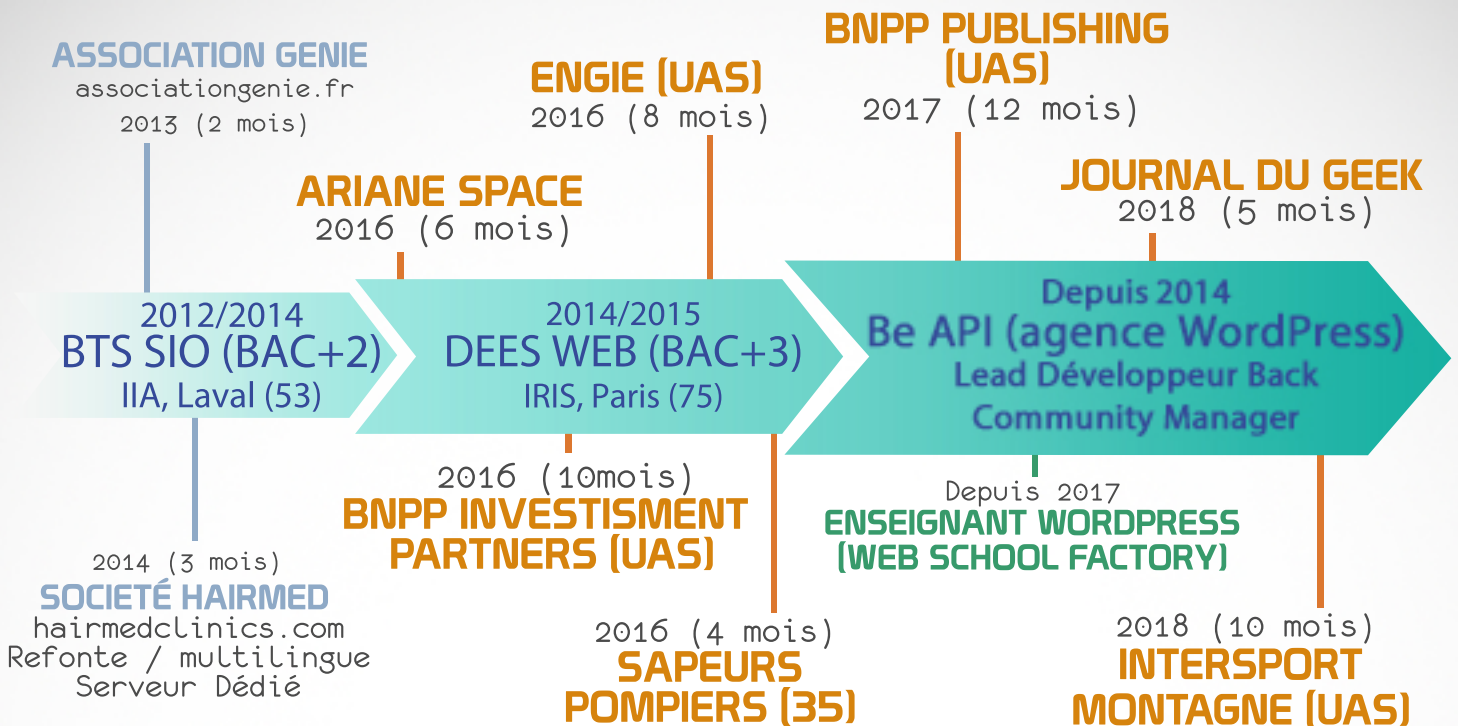 ASSOCIATION GENIE
associationgenie.fr
2013 (2 mois)
ARIANE SPACE
2016 (6 mois)
ENGIE (UAS)
2016 (8 mois)
BNPP PUBLISHING
(UAS)
2017 (12 mois)
JOURNAL DU GEEK
2018 (5 mois)
2012/2014
BTS SIO (BAC+2)
IIA, Laval (53)
2014/2015
DEES WEB (BAC+3)
IRIS, Paris (75)
Depuis 2014
Be API (agence WordPress)
Lead Développeur Back
Community Manager
2014 (3 mois)
SOCIETÉ HAIRMED
hairmedclinics.com
Refonte / multilingue
Serveur Dédié
2016 (10mois)
BNPP INVESTISMENT
PARTNERS (UAS)
2016 (4 mois)
SAPEURS
POMPIERS (35)
Depuis 2017
ENSEIGNANT WORDPRESS
(WEB SCHOOL FACTORY)
2018 (10 mois)
INTERSPORT
MONTAGNE (UAS)